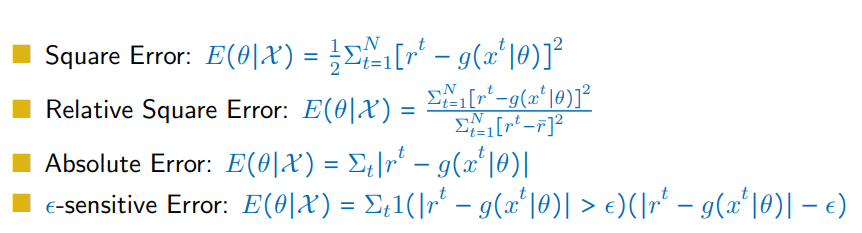 Square Error: E(θ|𝒳) = ½Σ_{t=1}^{N}[r^t − g(x^t|θ)]^2
Relative Square Error: E(θ|𝒳) = \frac{Σ_{t=1}^{N}[r^t−g(x^t|θ)]^2}{Σ_{t=1}^{N}[r^t−r̄]^2}
Absolute Error: E(θ|𝒳) = Σ_t|r^t − g(x^t|θ)|
ϵ-sensitive Error: E(θ|𝒳) = Σ_t1(|r^t − g(x^t|θ)| > ϵ)(|r^t − g(x^t|θ)| − ϵ)